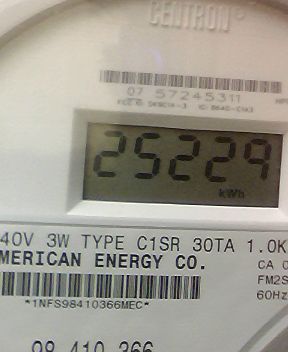 CENTRON®
07 57245311
25229
kWh
40V 3W TYPE C1SR 30TA 1.0K
MERICAN ENERGY CO.
CA 0
FM2S
*1NFS98410366MEC*
60Hz
98 410 366